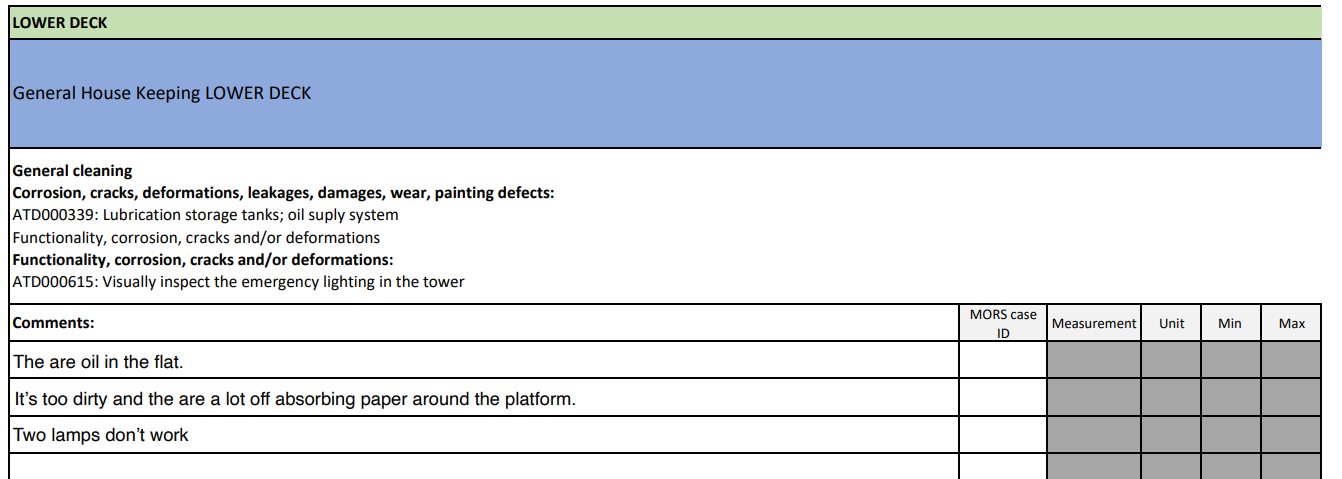 LOWER DECK
General House Keeping LOWER DECK
General cleaning
Corrosion, cracks, deformations, leakages, damages, wear, painting defects:
ATD000339: Lubrication storage tanks; oil suply system
Functionality, corrosion, cracks and/or deformations
Functionality, corrosion, cracks and/or deformations:
ATD000615: Visually inspect the emergency lighting in the tower
Comments: MORS case ID Measurement Unit Min Max
The are oil in the flat.
It's too dirty and the are a lot off absorbing paper around the platform.
Two lamps don't work